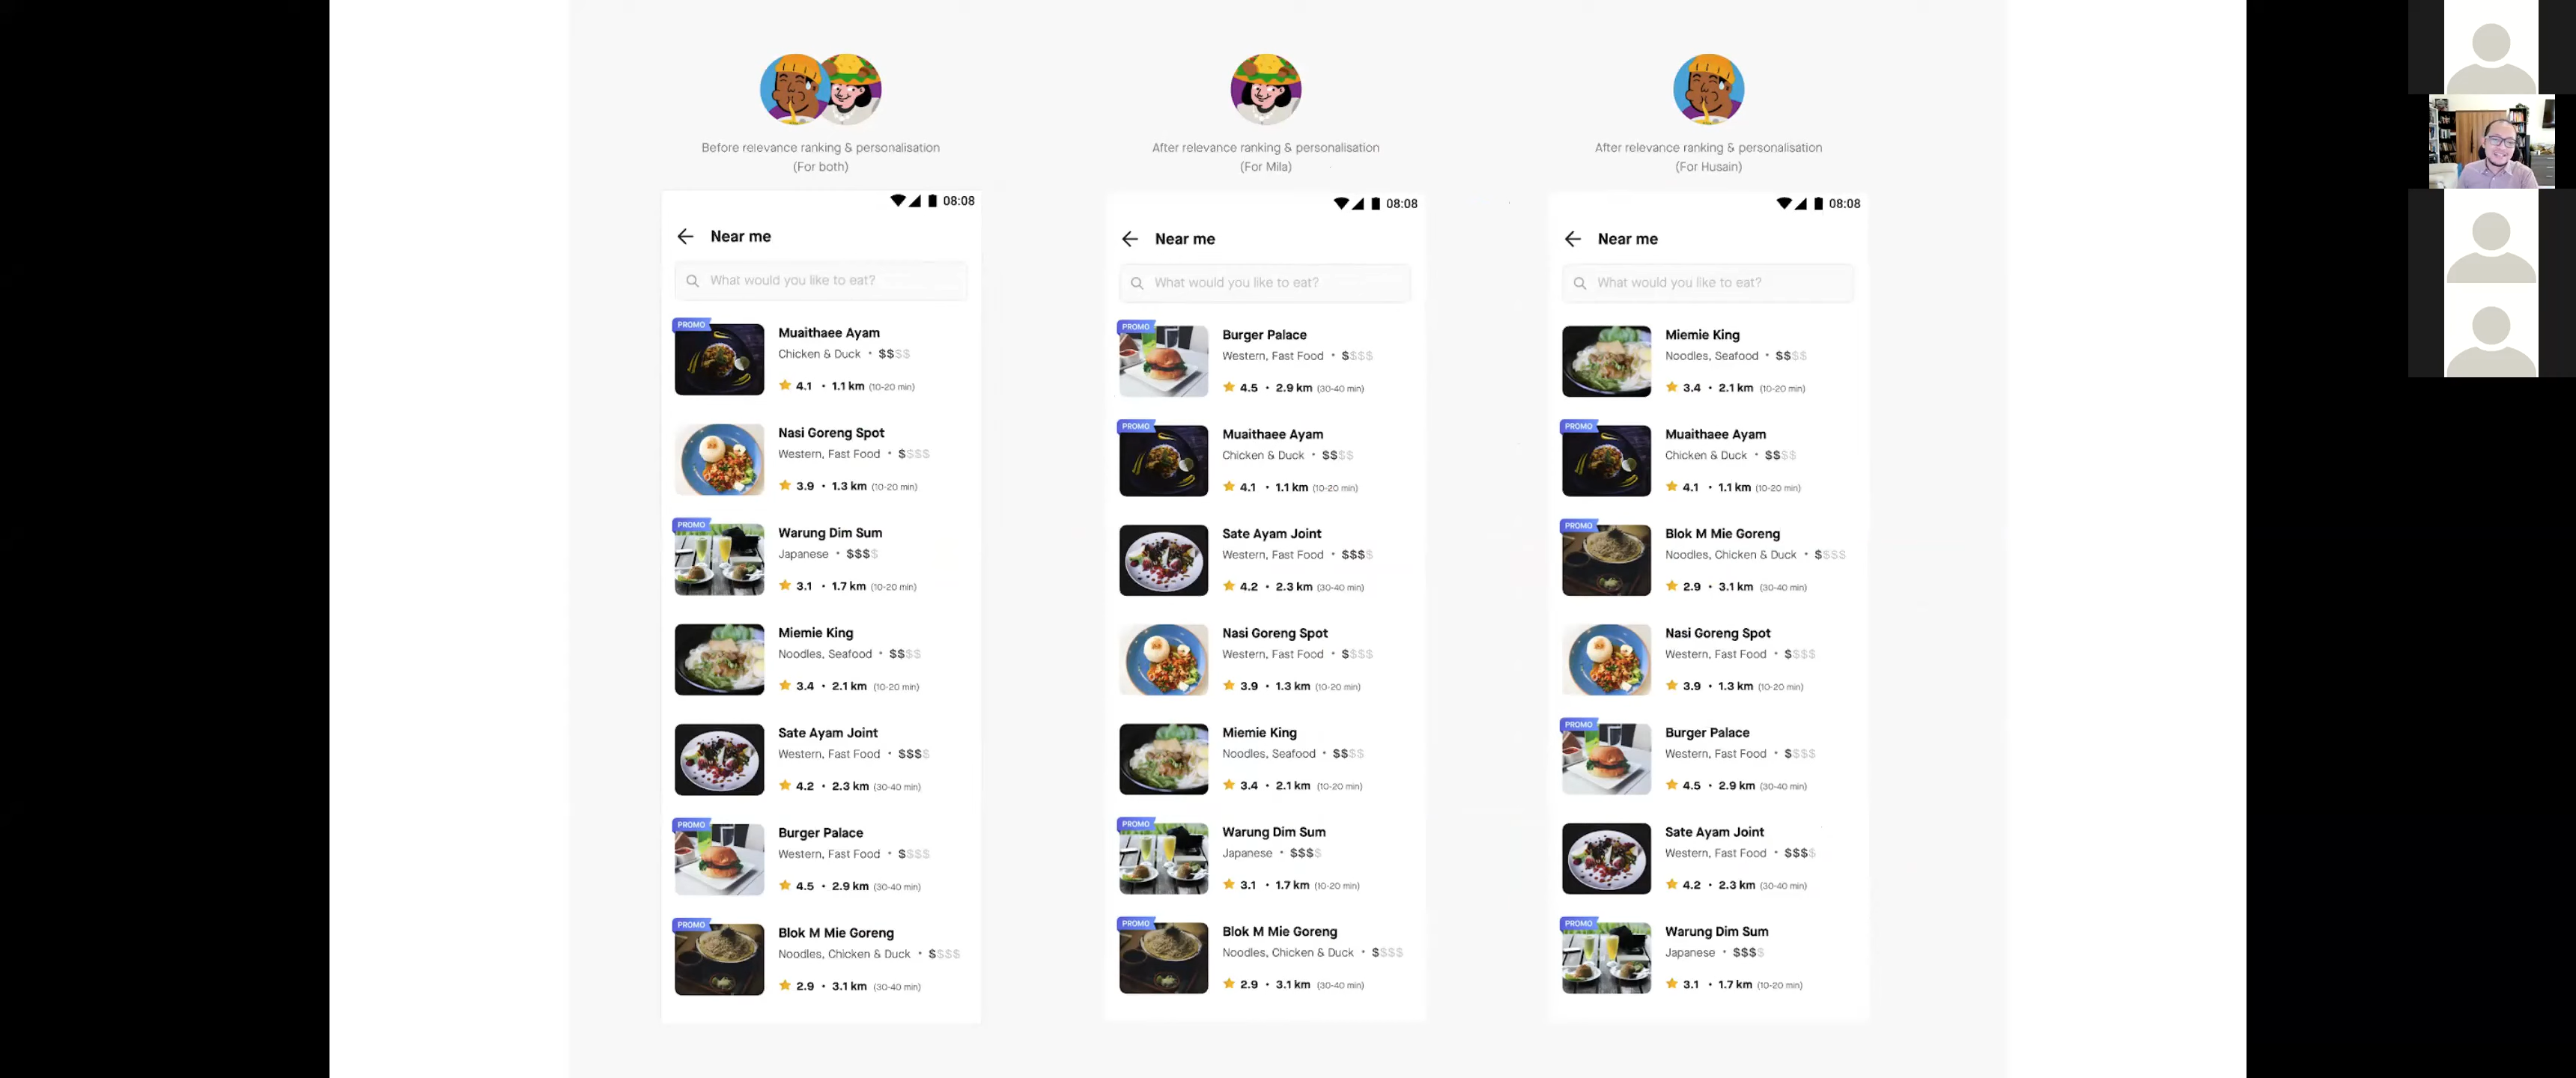 Before relevance ranking & personalisation
(For both)
08:08
Near me
What would you like to eat?
PROMO
Muaithaee Ayam
Chicken & Duck • $$$$
4.1 • 1.1 km (10-20 min)
Nasi Goreng Spot
Western, Fast Food • $$$$
3.9 • 1.3 km (10-20 min)
PROMO
Warung Dim Sum
Japanese • $$$$
3.1 • 1.7 km (10-20 min)
Miemie King
Noodles, Seafood • $$$$
3.4 • 2.1 km (10-20 min)
Sate Ayam Joint
Western, Fast Food • $$$$
4.2 • 2.3 km (30-40 min)
PROMO
Burger Palace
Western, Fast Food • $$$$
4.5 • 2.9 km (30-40 min)
PROMO
Blok M Mie Goreng
Noodles, Chicken & Duck • $$$$
2.9 • 3.1 km (30-40 min)
After relevance ranking & personalisation
(For Mila)
08:08
Near me
What would you like to eat?
PROMO
Burger Palace
Western, Fast Food • $$$$
4.5 • 2.9 km (30-40 min)
PROMO
Muaithaee Ayam
Chicken & Duck • $$$$
4.1 • 1.1 km (10-20 min)
Sate Ayam Joint
Western, Fast Food • $$$$
4.2 • 2.3 km (30-40 min)
Nasi Goreng Spot
Western, Fast Food • $$$$
3.9 • 1.3 km (10-20 min)
Miemie King
Noodles, Seafood • $$$$
3.4 • 2.1 km (10-20 min)
PROMO
Warung Dim Sum
Japanese • $$$$
3.1 • 1.7 km (10-20 min)
PROMO
Blok M Mie Goreng
Noodles, Chicken & Duck • $$$$
2.9 • 3.1 km (30-40 min)
After relevance ranking & personalisation
(For Husain)
08:08
Near me
What would you like to eat?
Miemie King
Noodles, Seafood • $$$$
3.4 • 2.1 km (10-20 min)
PROMO
Muaithaee Ayam
Chicken & Duck • $$$$
4.1 • 1.1 km (10-20 min)
PROMO
Blok M Mie Goreng
Noodles, Chicken & Duck • $$$$
2.9 • 3.1 km (30-40 min)
Nasi Goreng Spot
Western, Fast Food • $$$$
3.9 • 1.3 km (10-20 min)
PROMO
Burger Palace
Western, Fast Food • $$$$
4.5 • 2.9 km (30-40 min)
Sate Ayam Joint
Western, Fast Food • $$$$
4.2 • 2.3 km (30-40 min)
PROMO
Warung Dim Sum
Japanese • $$$$
3.1 • 1.7 km (10-20 min)